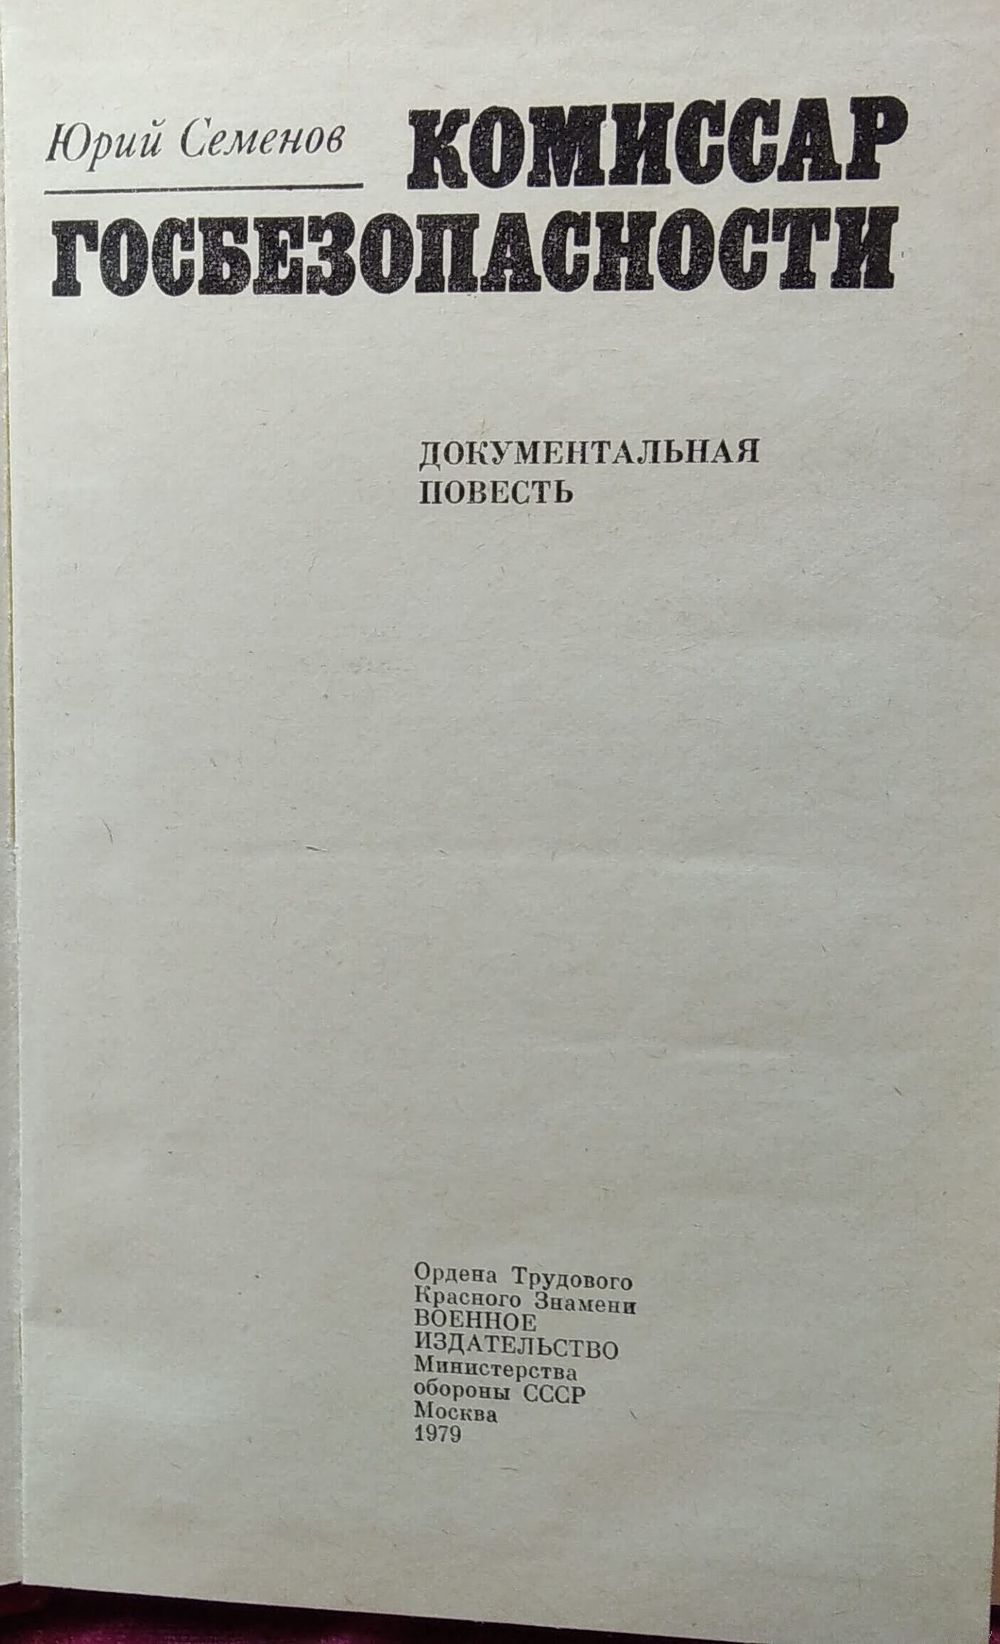 Юрий Семенов
КОМИССАР
ГОСБЕЗОПАСНОСТИ
ДОКУМЕНТАЛЬНАЯ
ПОВЕСТЬ
Ордена Трудового
Красного Знамени
ВОЕННОЕ
ИЗДАТЕЛЬСТВО
Министерства
обороны СССР
Москва
1979